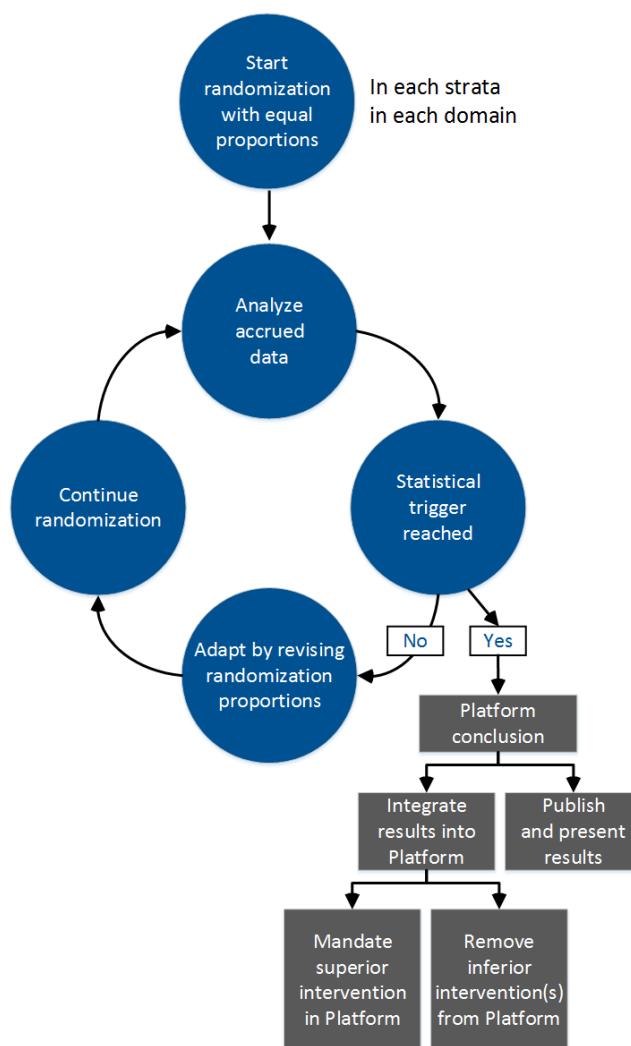 Start
randomization
with equal
proportions
In each strata
in each domain
Analyze
accrued
data
Statistical
trigger
reached
Continue
randomization
Adapt by revising
randomization
proportions
No
Yes
Platform
conclusion
Integrate
results into
Platform
Publish
and present
results
Mandate
superior
intervention
in Platform
Remove
inferior
intervention(s)
from Platform